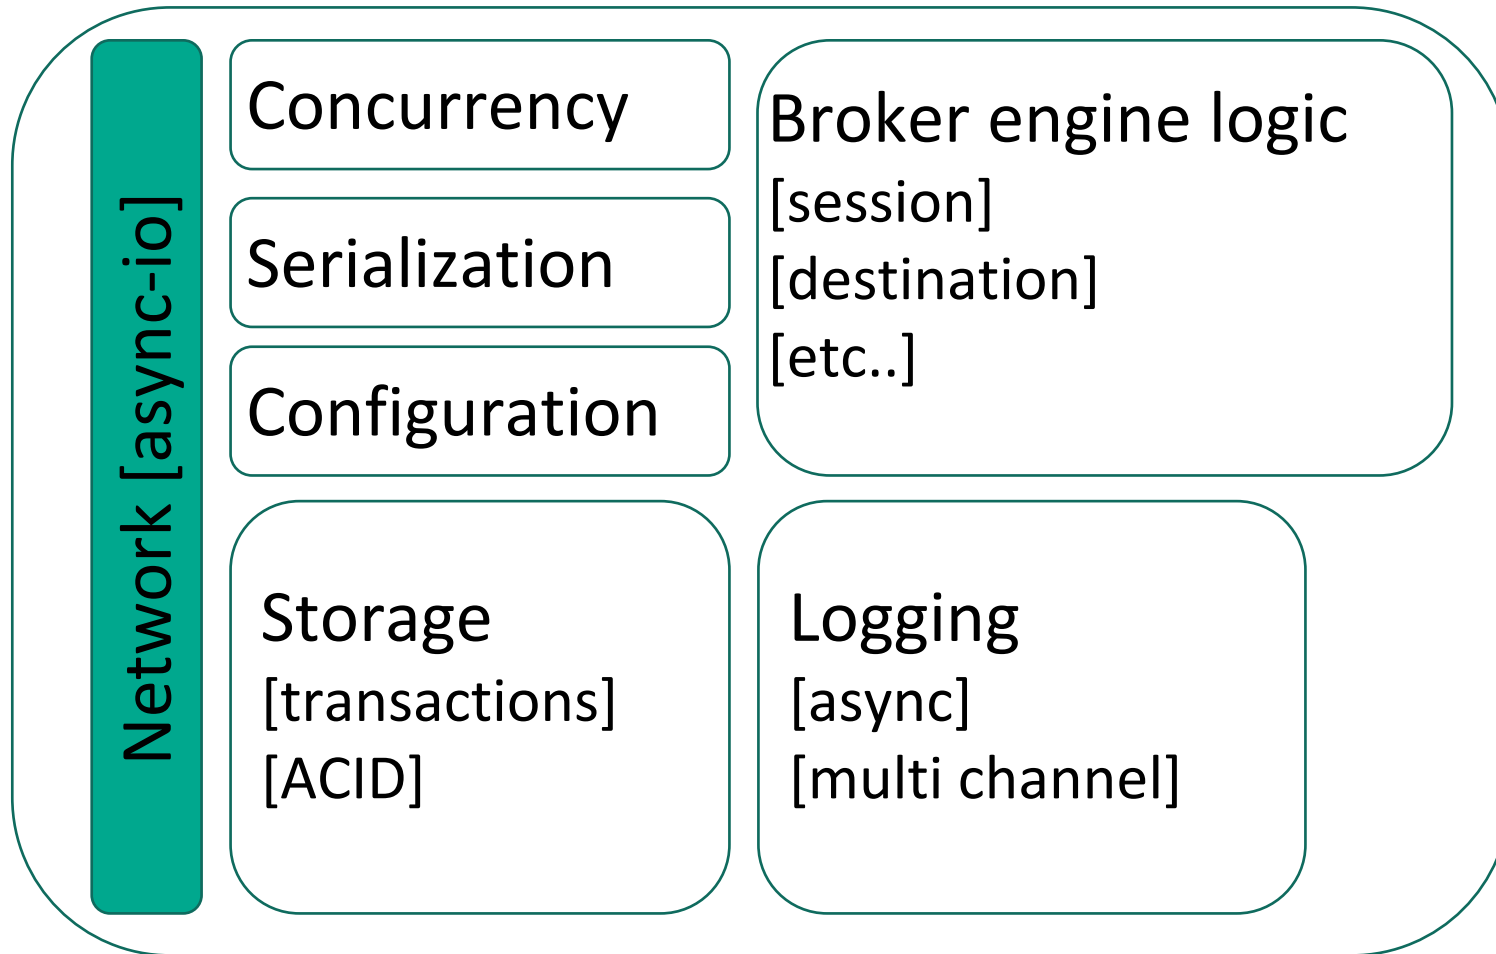 Network [async-io]
Concurrency
Serialization
Configuration
Broker engine logic
[session]
[destination]
[etc..]
Storage
[transactions]
[ACID]
Logging
[async]
[multi channel]